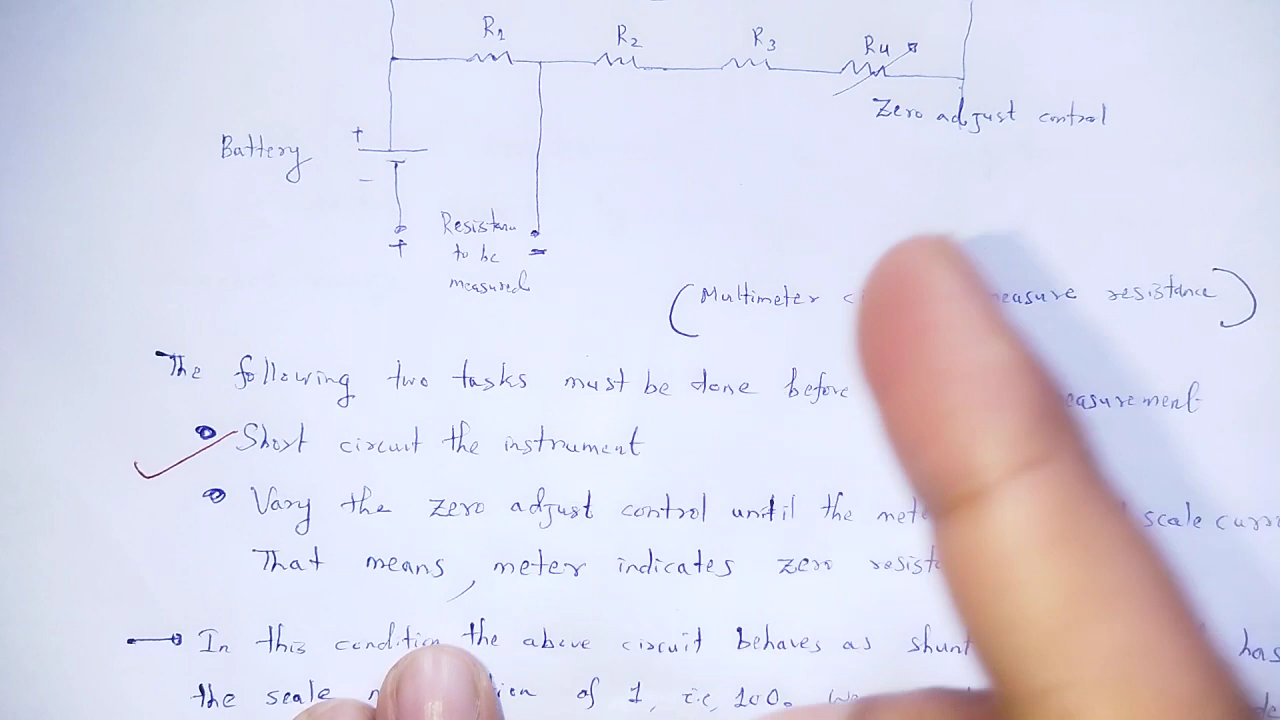 R1 R2 R3 R4
Zero adjust control
Battery + -
+ -
Resistan
to be
measured
(Multimeter measure resistance)
The following two tasks must be done before easurement
Short circuit the instrument
Vary the zero adjust control until the mete scale curr
That means, meter indicates zero resist
In this condition the above circuit behaves as shunt has
the scale of 1, i.e, 100.